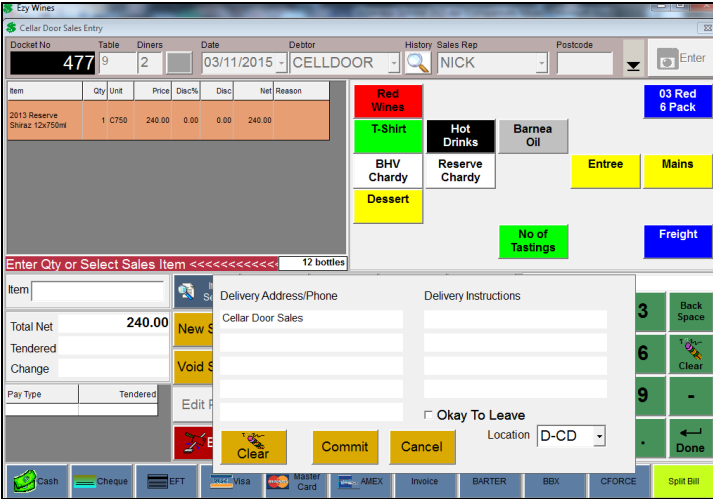 Ezy Wines
Cellar Door Sales Entry
Docket No Table Diners Date Debtor History Sales Rep Postcode
477 9 2 03/11/2015 CELLDOOR NICK Enter
Item Qty Unit Price Disc% Disc Net Reason
2013 Reserve
Shiraz 12x750ml 1 C750 240.00 0.00 0.00 240.00
Red
Wines
03 Red
6 Pack
T-Shirt
Hot
Drinks
Barnea
Oil
BHV
Chardy
Reserve
Chardy
Entree
Mains
Dessert
No of
Tastings
Freight
Enter Qty or Select Sales Item <<<<<<<<<<< 12 bottles
Item
Total Net 240.00
Tendered
Change
Pay Type Tendered
New S
Void S
Edit
Delivery Address/Phone Delivery Instructions
Cellar Door Sales
Okay To Leave
Location D-CD
Clear Commit Cancel
3 Back
Space
6 Clear
9 -
. Done
Cash Cheque EFT Visa Master
Card AMEX Invoice BARTER BBX CFORCE Split Bill